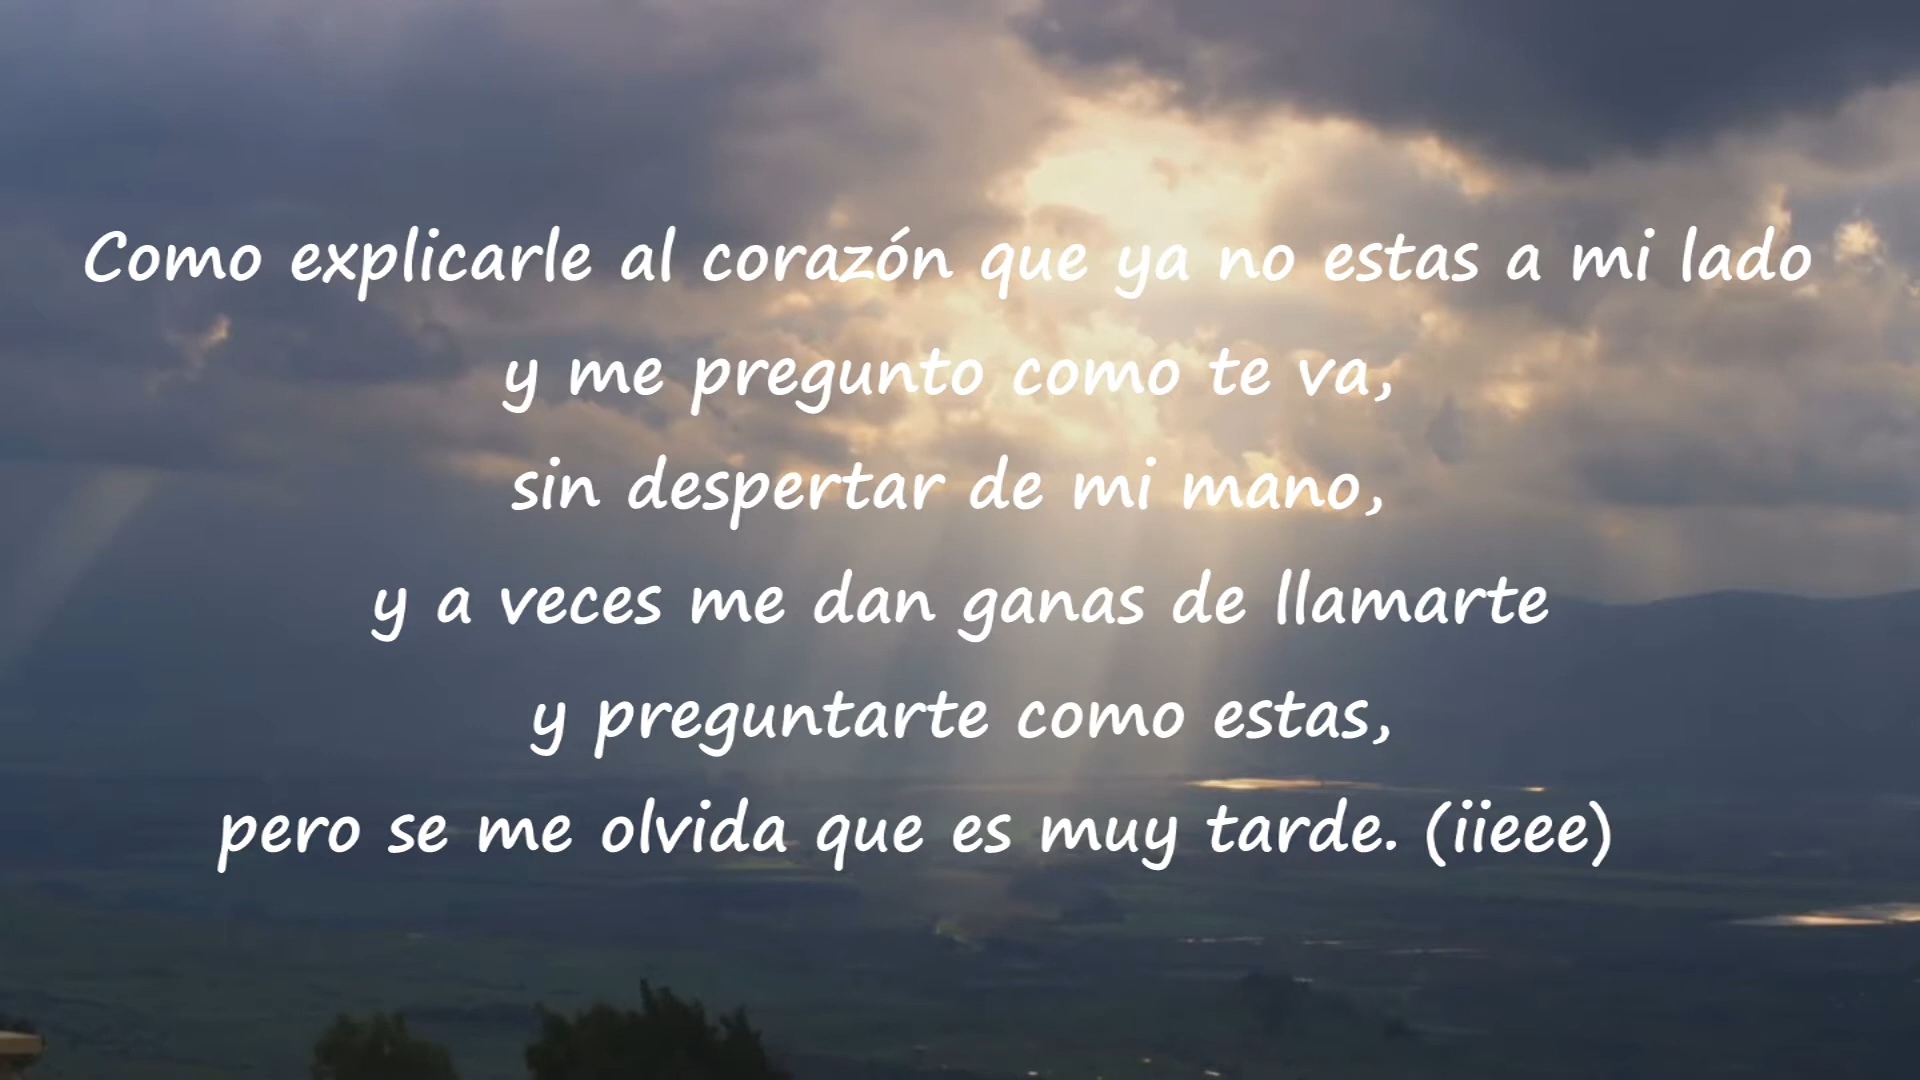 Como explicarle al corazón que ya no estas a mi lado
y me pregunto como te va,
sin despertar de mi mano,
y a veces me dan ganas de llamarte
y preguntarte como estas,
pero se me olvida que es muy tarde. (iieee)